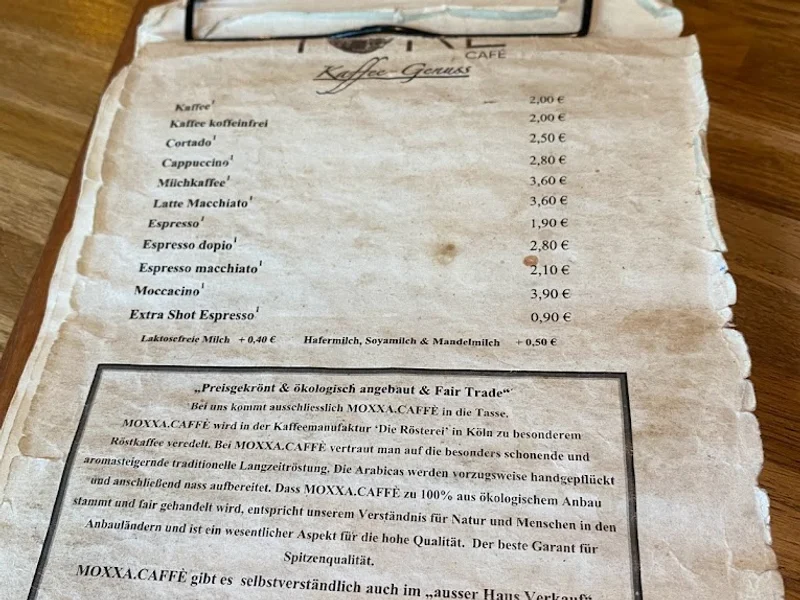 CAFÉ
Kaffee-Genuss
Kaffee¹ 2,00 €
Kaffee koffeinfrei 2,00 €
Cortado¹ 2,50 €
Cappuccino¹ 2,80 €
Milchkaffee¹ 3,60 €
Latte Macchiato¹ 3,60 €
Espresso¹ 1,90 €
Espresso dopio¹ 2,80 €
Espresso macchiato¹ 2,10 €
Moccacino¹ 3,90 €
Extra Shot Espresso¹ 0,90 €
Laktosefreie Milch + 0,40 € Hafermilch, Soyamilch & Mandelmilch + 0,50 €
„Preisgekrönt & ökologisch angebaut & Fair Trade“
Bei uns kommt ausschliesslich MOXXA.CAFFÈ in die Tasse.
MOXXA.CAFFÈ wird in der Kaffeemanufaktur ‘Die Rösterei’ in Köln zu besonderem
Röstkaffee veredelt. Bei MOXXA.CAFFÈ vertraut man auf die besonders schonende und
aromasteigernde traditionelle Langzeitröstung. Die Arabicas werden vorzugsweise handgepflückt
und anschließend nass aufbereitet. Dass MOXXA.CAFFÈ zu 100% aus ökologischem Anbau
stammt und fair gehandelt wird, entspricht unserem Verständnis für Natur und Menschen in den
Anbauländern und ist ein wesentlicher Aspekt für die hohe Qualität. Der beste Garant für
Spitzenqualität.
MOXXA.CAFFÈ gibt es selbstverständlich auch im „ausser Haus Verkauf“